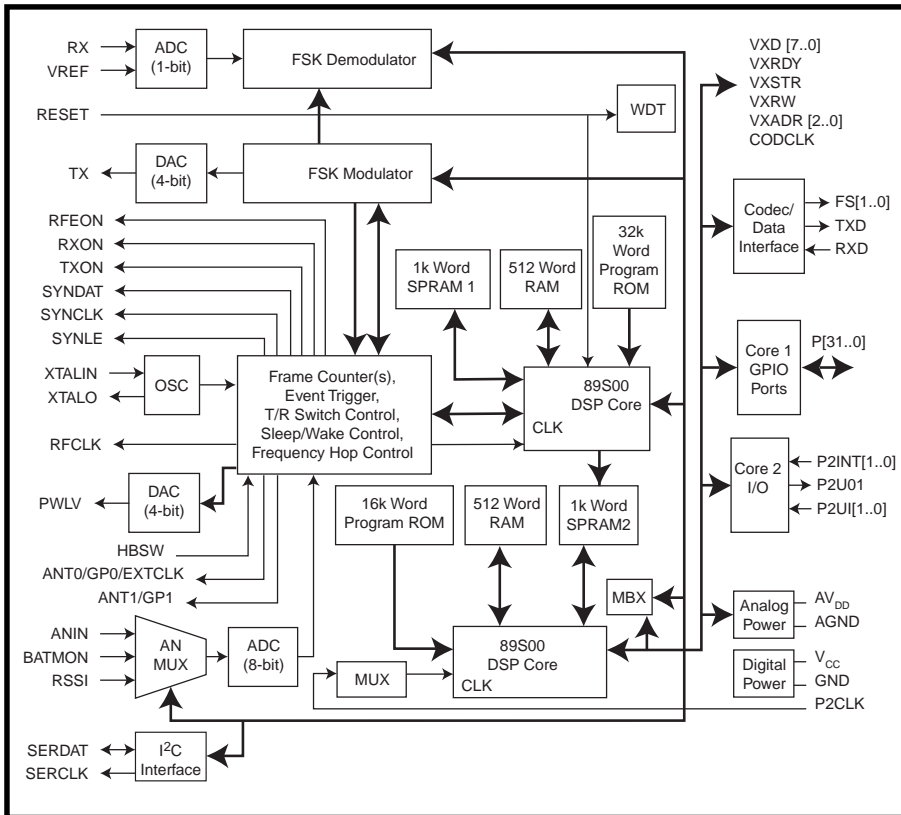 RX
VREF
ADC
(1-bit)
FSK Demodulator
VXD [7..0]
VXRDY
VXSTR
VXRW
VXADR [2..0]
CODCLK
RESET
WDT
TX
DAC
(4-bit)
FSK Modulator
RFEON
RXON
TXON
SYNDAT
SYNCLK
SYNLE
1k Word
SPRAM 1
512 Word
RAM
32k
Word
Program
ROM
Codec/
Data
Interface
FS[1..0]
TXD
RXD
XTALIN
XTALO
OSC
Frame Counter(s),
Event Trigger,
T/R Switch Control,
Sleep/Wake Control,
Frequency Hop Control
89S00
DSP Core
CLK
Core 1
GPIO
Ports
P[31..0]
RFCLK
PWLV
DAC
(4-bit)
16k Word
Program ROM
512 Word
RAM
1k Word
SPRAM2
Core 2
I/O
P2INT[1..0]
P2U01
P2UI[1..0]
HBSW
ANT0/GP0/EXTCLK
ANT1/GP1
MBX
Analog
Power
AVDD
AGND
ANIN
BATMON
RSSI
AN
MUX
ADC
(8-bit)
MUX
89S00
DSP Core
CLK
Digital
Power
VCC
GND
P2CLK
SERDAT
SERCLK
I2C
Interface